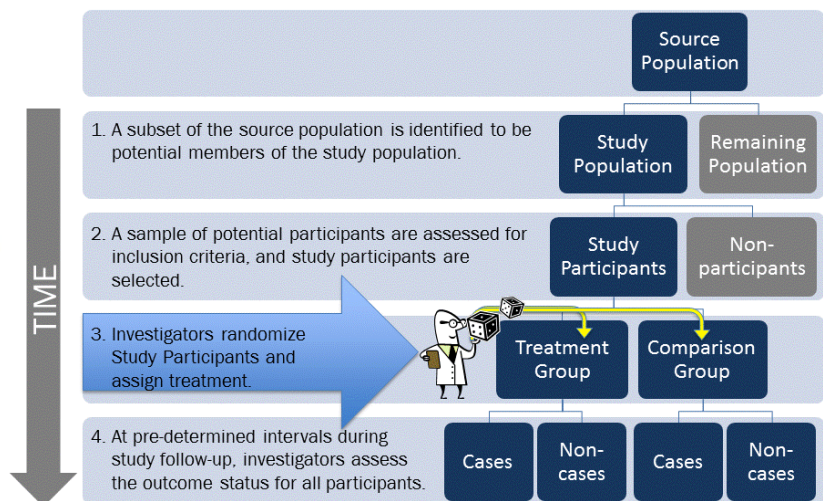 Source
Population
TIME
1. A subset of the source population is identified to be
potential members of the study population.
Study
Population
Remaining
Population
2. A sample of potential participants are assessed for
inclusion criteria, and study participants are
selected.
Study
Participants
Non-
participants
3. Investigators randomize
Study Participants and
assign treatment.
Treatment
Group
Comparison
Group
4. At pre-determined intervals during
study follow-up, investigators assess
the outcome status for all participants.
Cases
Non-
cases
Cases
Non-
cases